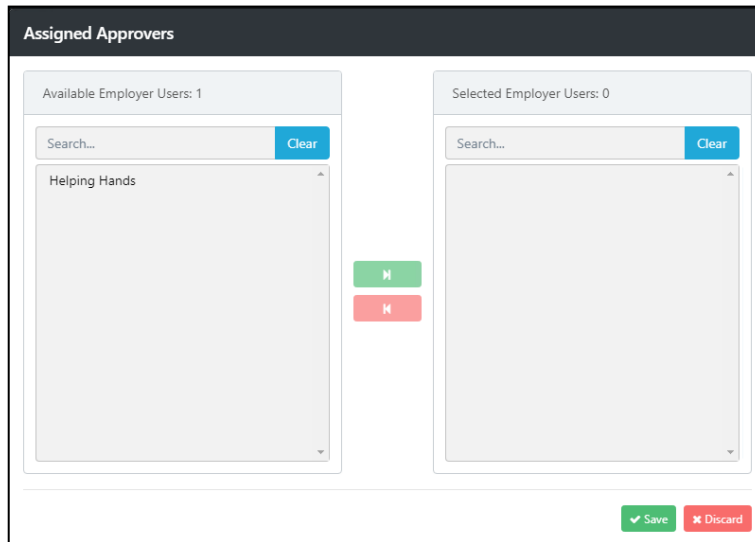 Assigned Approvers
Available Employer Users: 1
Search...
Clear
Helping Hands
Selected Employer Users: 0
Search...
Clear
Save
Discard